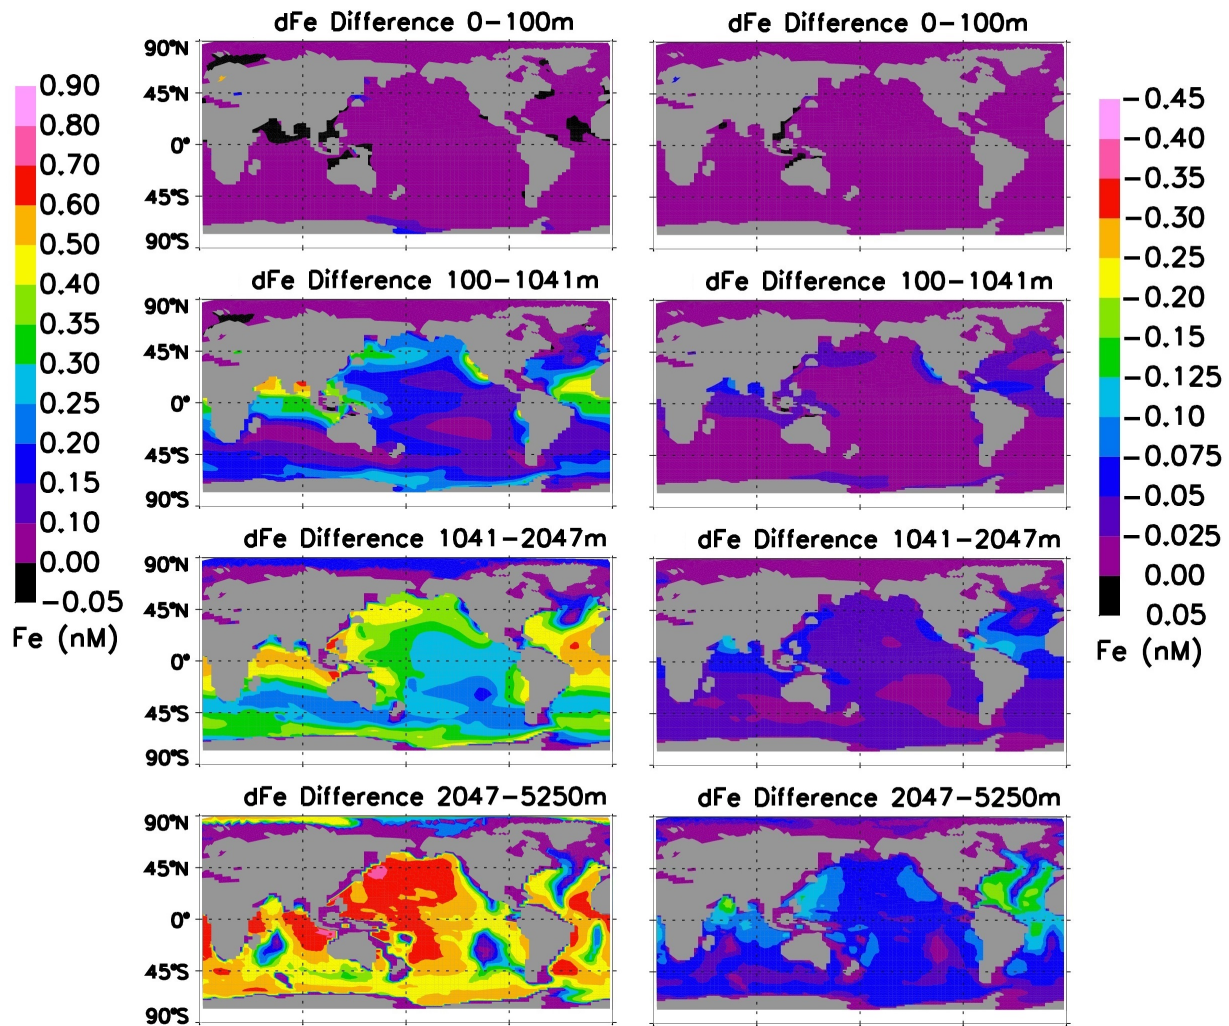 dFe Difference 0-100m
dFe Difference 0-100m
90°N
45°N
0°
45°S
90°S
dFe Difference 100-1041m
dFe Difference 100-1041m
90°N
45°N
0°
45°S
90°S
dFe Difference 1041-2047m
dFe Difference 1041-2047m
90°N
45°N
0°
45°S
90°S
dFe Difference 2047-5250m
dFe Difference 2047-5250m
90°N
45°N
0°
45°S
90°S
0.90
0.80
0.70
0.60
0.50
0.40
0.35
0.30
0.25
0.20
0.15
0.10
0.00
-0.05
Fe (nM)
-0.45
-0.40
-0.35
-0.30
-0.25
-0.20
-0.15
-0.125
-0.10
-0.075
-0.05
-0.025
0.00
0.05
Fe (nM)